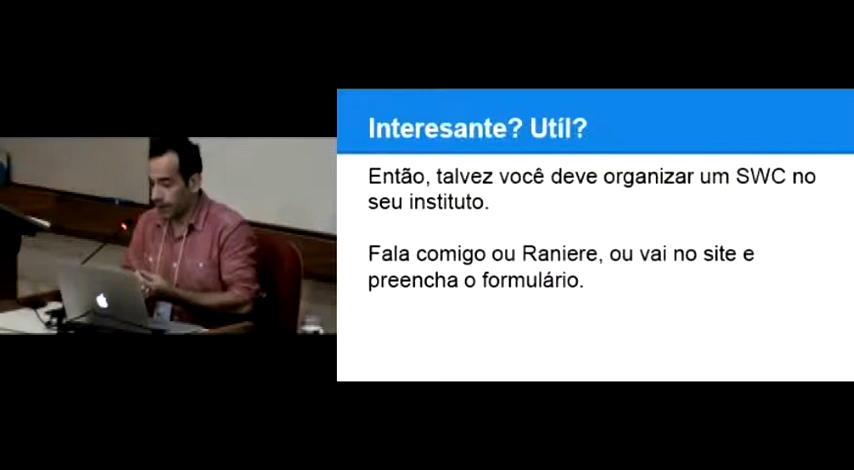 Interesante? Utíl?
Então, talvez você deve organizar um SWC no
seu instituto.
Fala comigo ou Raniere, ou vai no site e
preencha o formulário.